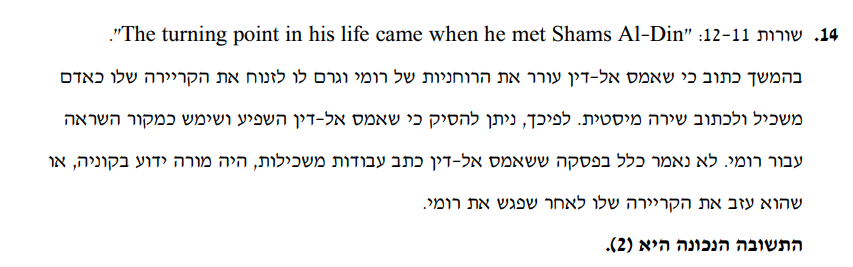 14. שורות 11-12: "The turning point in his life came when he met Shams Al-Din".
בהמשך כתוב כי שאמס אל-דין עורר את הרוחניות של רומי וגרם לו לזנוח את הקריירה שלו כאדם
משכיל ולכתוב שירה מיסטית. לפיכך, ניתן להסיק כי שאמס אל-דין השפיע ושימש כמקור השראה
עבור רומי. לא נאמר כלל בפסקה ששאמס אל-דין כתב עבודות משכילות, היה מורה ידוע בקוניה, או
שהוא עזב את הקריירה שלו לאחר שפגש את רומי.
התשובה הנכונה היא (2).